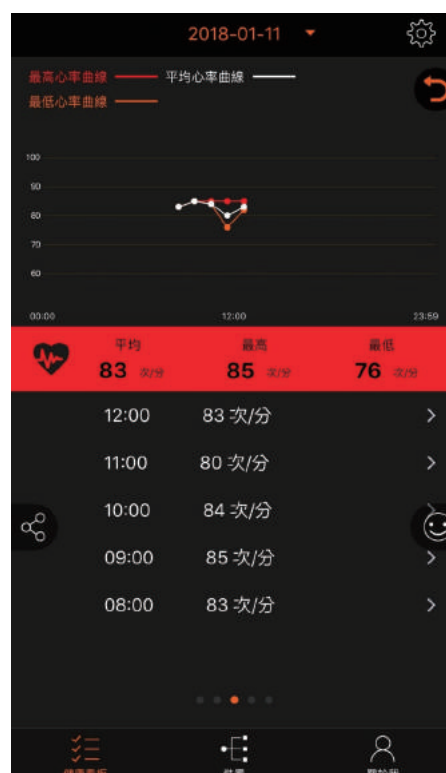 2018-01-11
最高心率曲線 平均心率曲線
最低心率曲線
100
90
80
70
60
00:00 12:00 23:59
平均 最高 最低
83 次/分 85 次/分 76 次/分
12:00 83 次/分
11:00 80 次/分
10:00 84 次/分
09:00 85 次/分
08:00 83 次/分